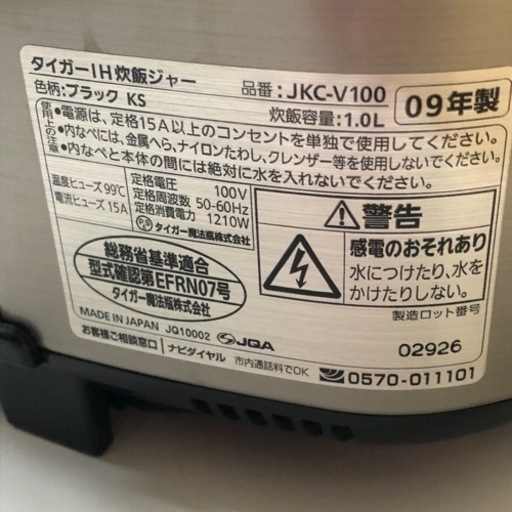 タイガーIH炊飯ジャー 品番：JKC-V100 09年製
色柄：ブラック KS 炊飯容量：1.0L
使用上の注意
●電源は、定格15A以上のコンセントを単独で使用してください。
●内なべには、金属へら、ナイロンたわし、クレンザー等を使用しないでください。
●内なべと本体の間には絶対に水を入れないでください。
温度ヒューズ 99℃
電流ヒューズ 15A
定格電圧 100V
定格周波数 50-60Hz
定格消費電力 1210W
PSE タイガー魔法瓶株式会社
総務省基準適合
型式確認第EFRN07号
タイガー魔法瓶株式会社
警告
感電のおそれあり
水につけたり、水を
かけたりしない。
製造ロット番号
02926
MADE IN JAPAN JQ10002 JQA
お客様ご相談窓口 ナビダイヤル 市内通話料でOK 0570-011101